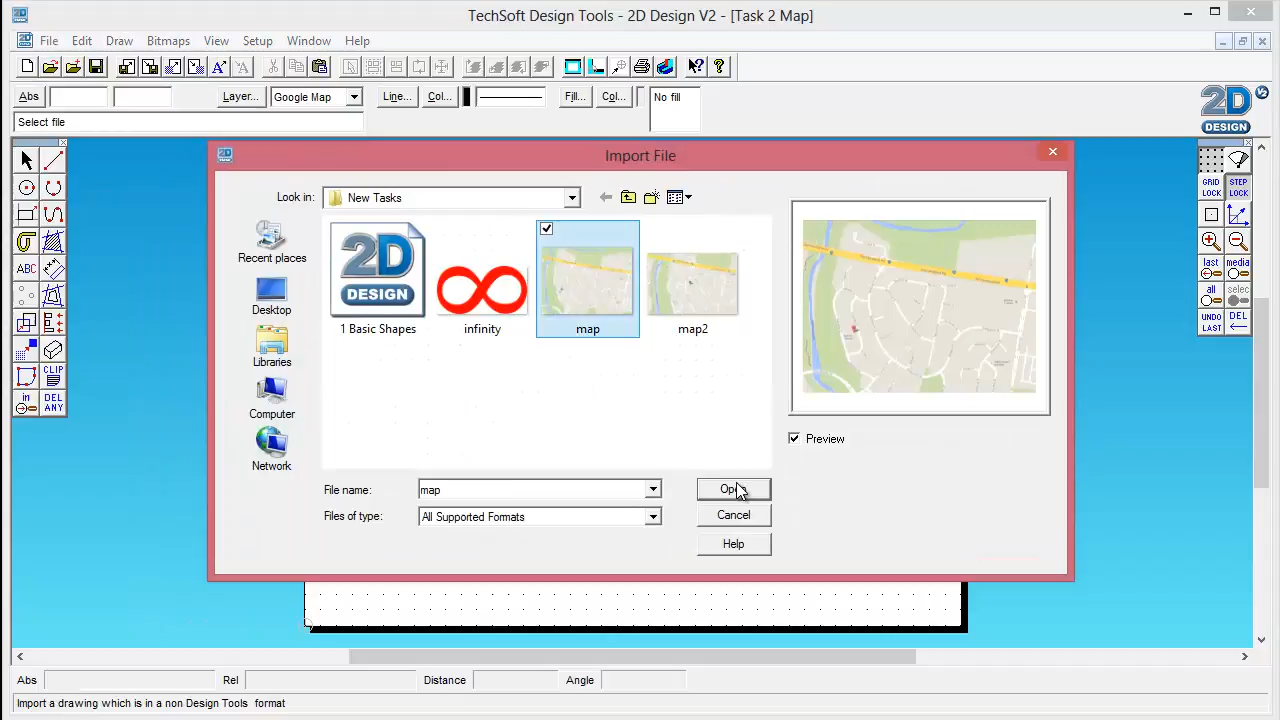 TechSoft Design Tools - 2D Design V2 - [Task 2 Map]
File Edit Draw Bitmaps View Setup Window Help
Abs Layer... Google Map Line... Col... Fill... Col... No fill
Select file
2D DESIGN V2
Import File
Look in: New Tasks
Recent places
Desktop
Libraries
Computer
Network
2D DESIGN
1 Basic Shapes infinity map map2
Preview
File name: map
Open
Files of type: All Supported Formats
Cancel
Help
ABC
CLIP
in DEL ANY
GRID LOCK STEP LOCK
last media
all selec
UNDO LAST DEL
Abs Rel Distance Angle
Import a drawing which is in a non Design Tools format